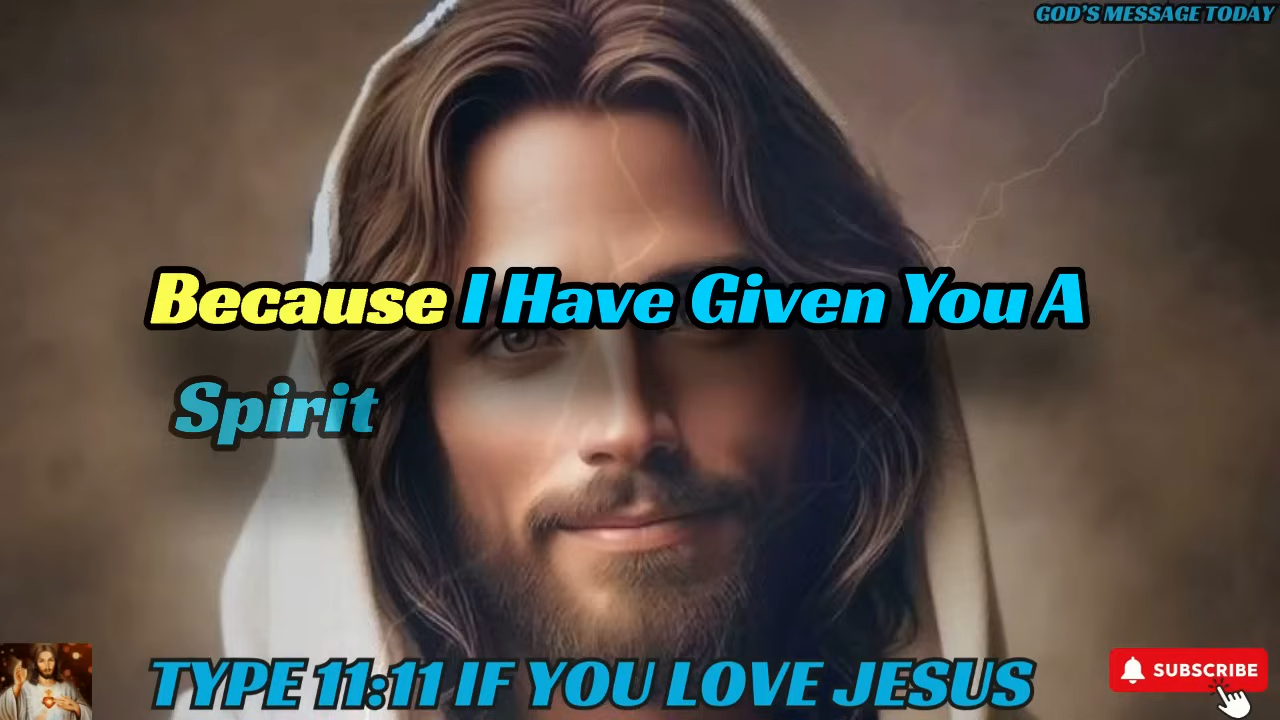 GOD'S MESSAGE TODAY
Because I Have Given You A
Spirit
TYPE 11:11 IF YOU LOVE JESUS
SUBSCRIBE